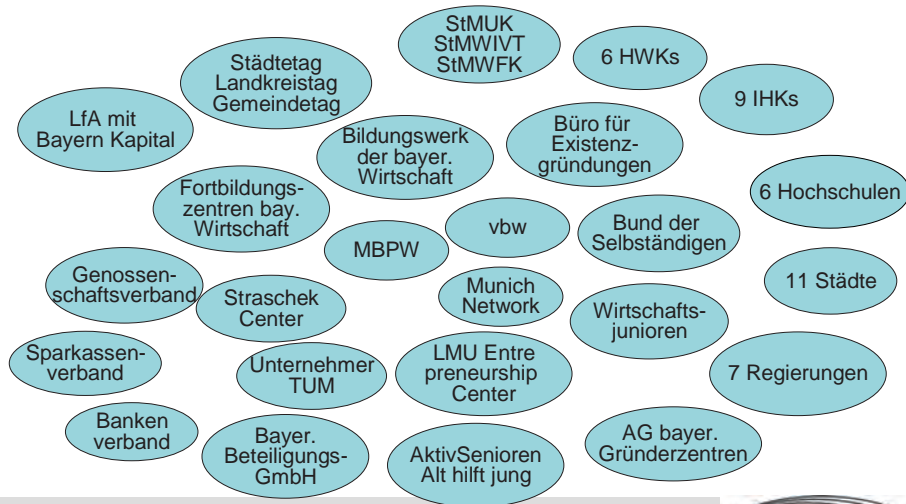 StMUK
StMWIVT
StMWFK
6 HWKs
Städtetag
Landkreistag
Gemeindetag
9 IHKs
LfA mit
Bayern Kapital
Bildungswerk
der bayer.
Wirtschaft
Büro für
Existenz-
gründungen
6 Hochschulen
Fortbildungs-
zentren bay.
Wirtschaft
vbw
Bund der
Selbständigen
MBPW
Genossen-
schaftsverband
Straschek
Center
Munich
Network
11 Städte
Wirtschafts-
junioren
Sparkassen-
verband
Unternehmer
TUM
LMU Entre
preneurship
Center
7 Regierungen
Banken
verband
Bayer.
Beteiligungs-
GmbH
AktivSenioren
Alt hilft jung
AG bayer.
Gründerzentren